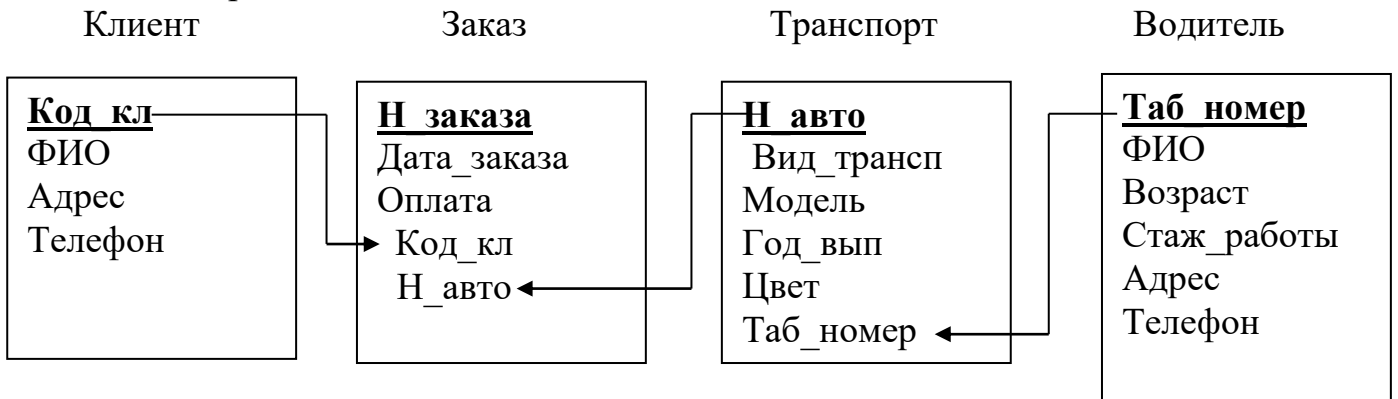 Клиент
Заказ
Транспорт
Водитель
Код_кл
ФИО
Адрес
Телефон
Н_заказа
Дата_заказа
Оплата
Код_кл
Н_авто
Н_авто
Вид_трансп
Модель
Год_вып
Цвет
Таб_номер
Таб_номер
ФИО
Возраст
Стаж_работы
Адрес
Телефон